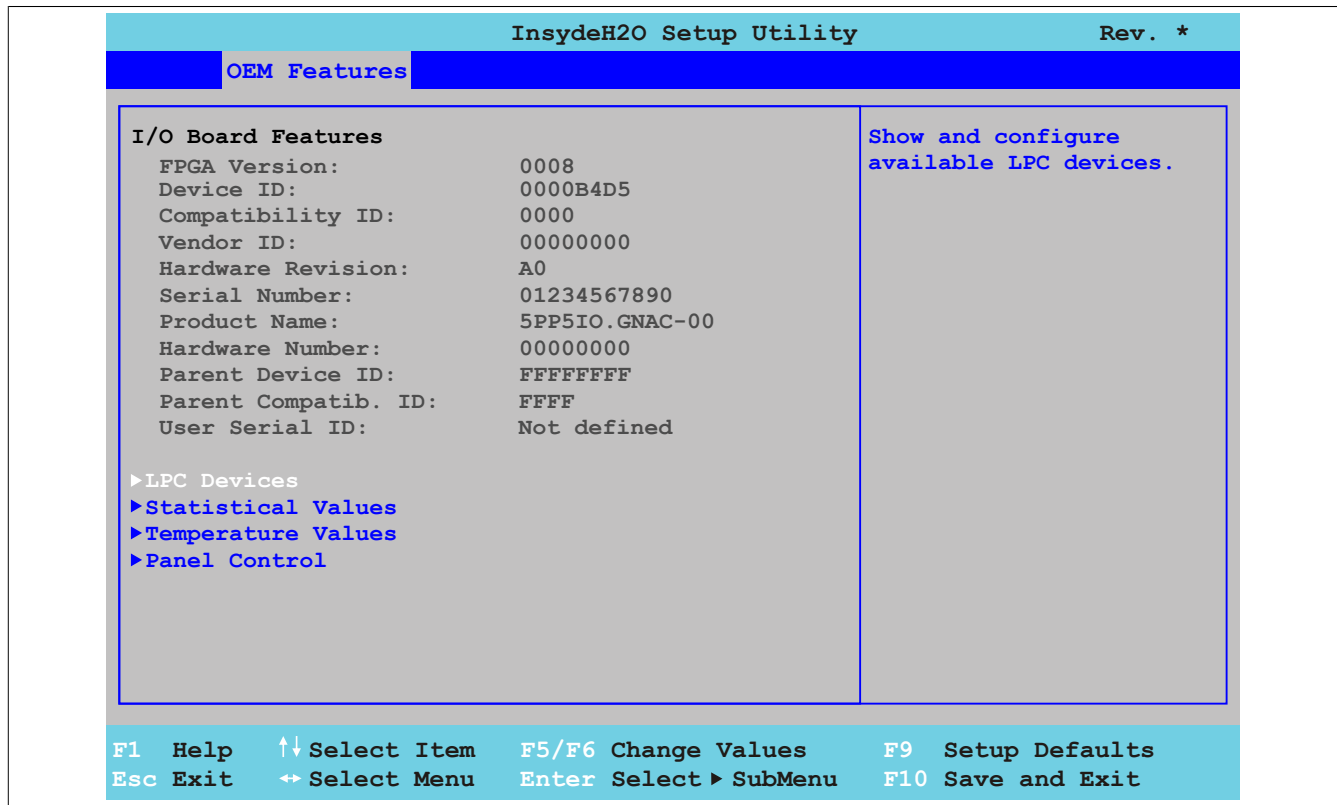 InsydeH2O Setup Utility Rev. *
OEM Features
I/O Board Features
FPGA Version: 0008
Device ID: 0000B4D5
Compatibility ID: 0000
Vendor ID: 00000000
Hardware Revision: A0
Serial Number: 01234567890
Product Name: 5PP5IO.GNAC-00
Hardware Number: 00000000
Parent Device ID: FFFFFFFF
Parent Compatib. ID: FFFF
User Serial ID: Not defined
▶LPC Devices
▶Statistical Values
▶Temperature Values
▶Panel Control
Show and configure
available LPC devices.
F1 Help ↑↓ Select Item F5/F6 Change Values F9 Setup Defaults
Esc Exit ↔ Select Menu Enter Select ▶ SubMenu F10 Save and Exit